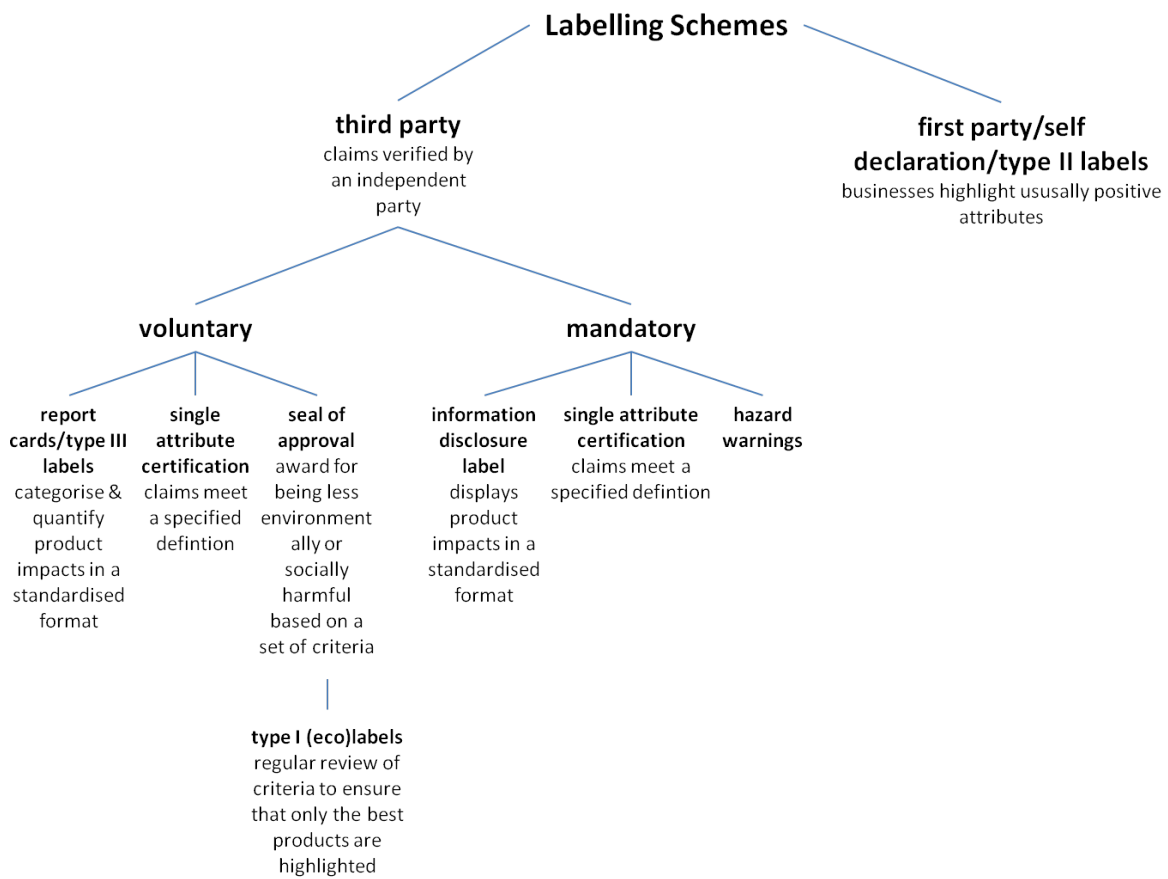 Labelling Schemes
third party
claims verified by
an independent
party
first party/self
declaration/type II labels
businesses highlight ususally positive
attributes
voluntary
mandatory
report
cards/type III
labels
categorise &
quantify
product
impacts in a
standardised
format
single
attribute
certification
claims meet
a specified
defintion
seal of
approval
award for
being less
environment
ally or
socially
harmful
based on a
set of criteria
information
disclosure
label
displays
product
impacts in a
standardised
format
single attribute
certification
claims meet a
specified defintion
hazard
warnings
type I (eco)labels
regular review of
criteria to ensure
that only the best
products are
highlighted